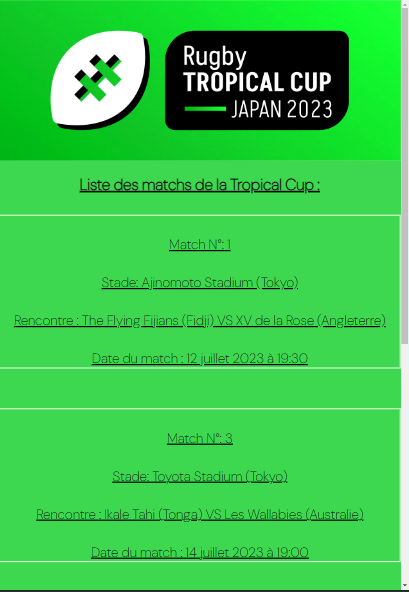 Rugby
TROPICAL CUP
JAPAN 2023
Liste des matchs de la Tropical Cup :
Match N°: 1
Stade: Ajinomoto Stadium (Tokyo)
Rencontre : The Flying Fijians (Fidji) VS XV de la Rose (Angleterre)
Date du match : 12 juillet 2023 à 19:30
Match N°: 3
Stade: Toyota Stadium (Tokyo)
Rencontre : Ikale Tahi (Tonga) VS Les Wallabies (Australie)
Date du match : 14 juillet 2023 à 19:00